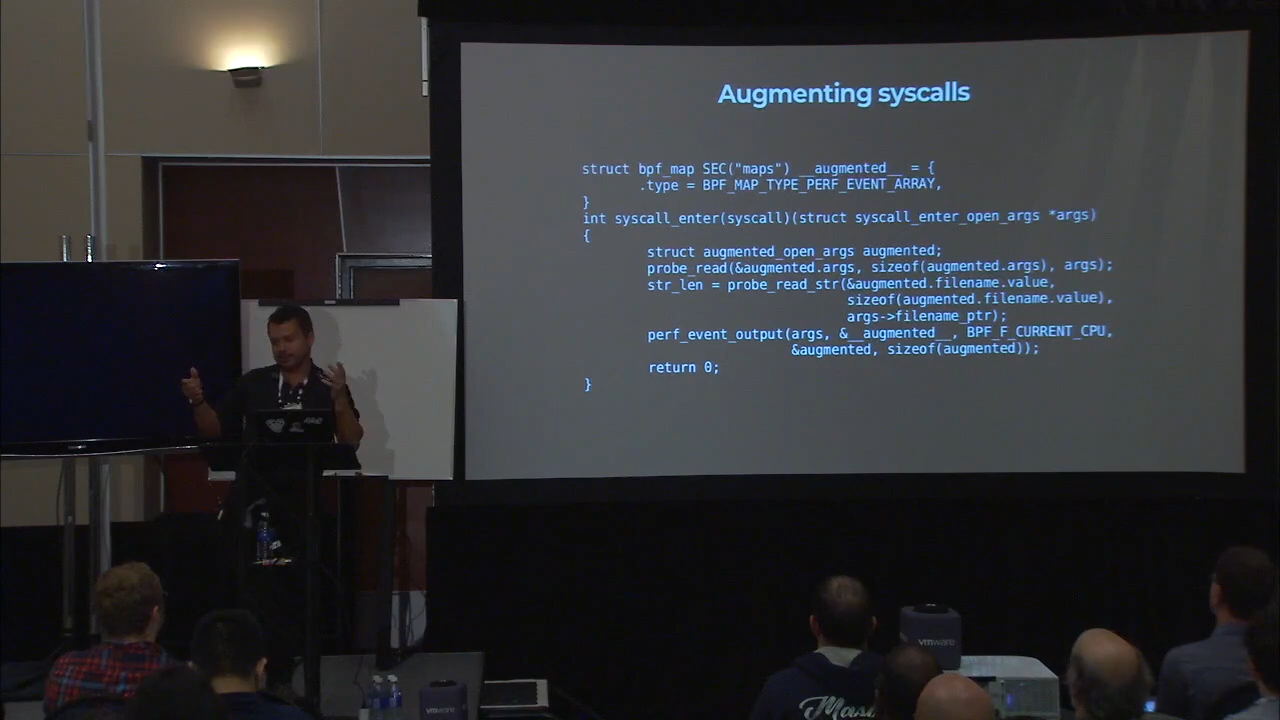 Augmenting syscalls
struct bpf_map SEC("maps") __augmented__ = {
.type = BPF_MAP_TYPE_PERF_EVENT_ARRAY,
}
int syscall_enter(syscall)(struct syscall_enter_open_args *args)
{
struct augmented_open_args augmented;
probe_read(&augmented.args, sizeof(augmented.args), args);
str_len = probe_read_str(&augmented.filename.value,
sizeof(augmented.filename.value),
args->filename_ptr);
perf_event_output(args, &__augmented__, BPF_F_CURRENT_CPU,
&augmented, sizeof(augmented));
return 0;
}
vmware
vmware